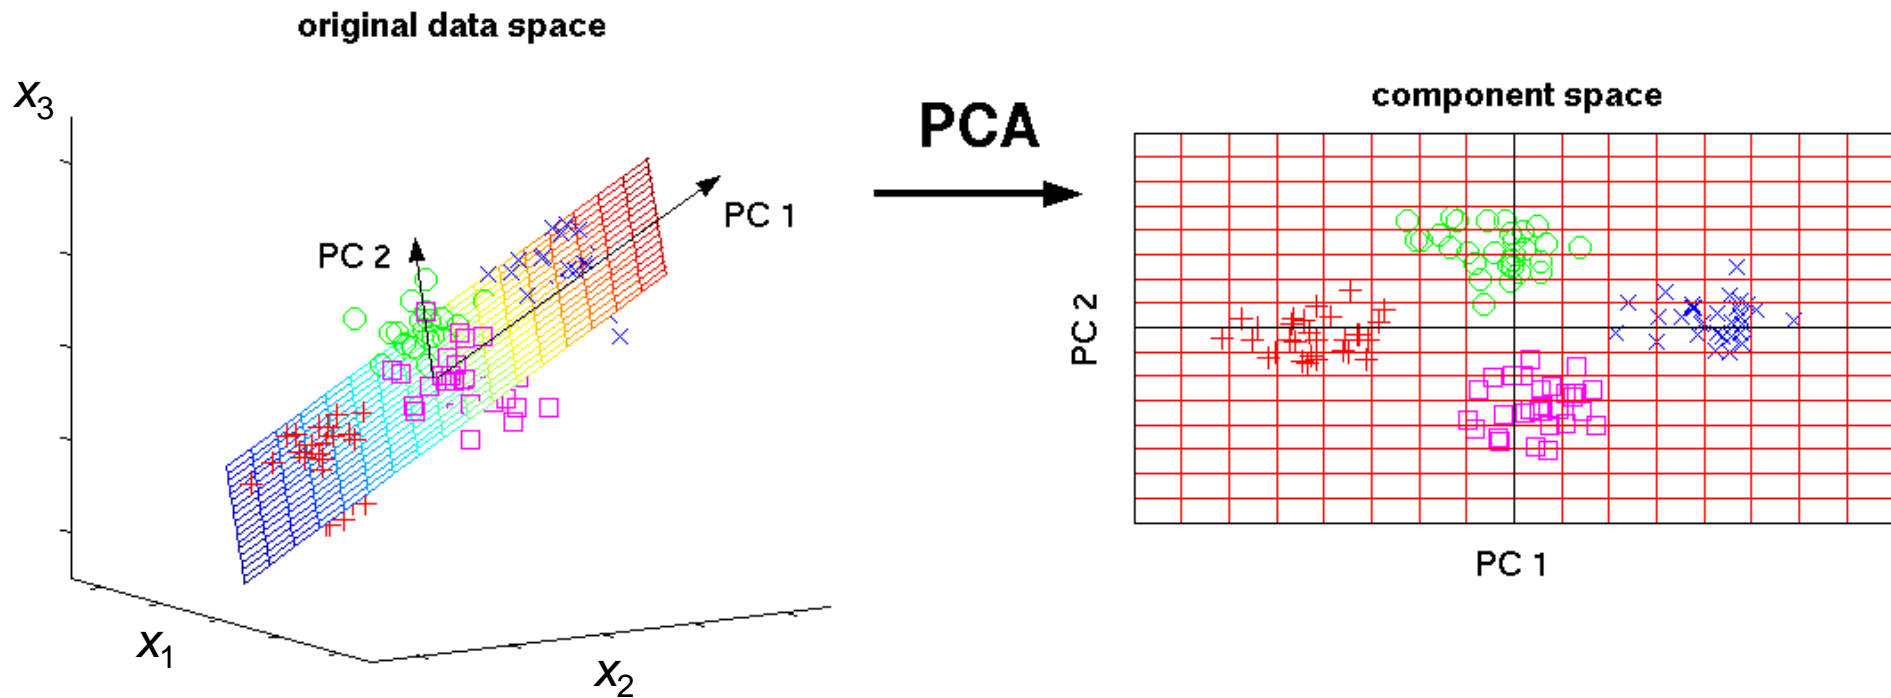 original data space
x₃
PC 1
PC 2
x₁
x₂
PCA
component space
PC 2
PC 1